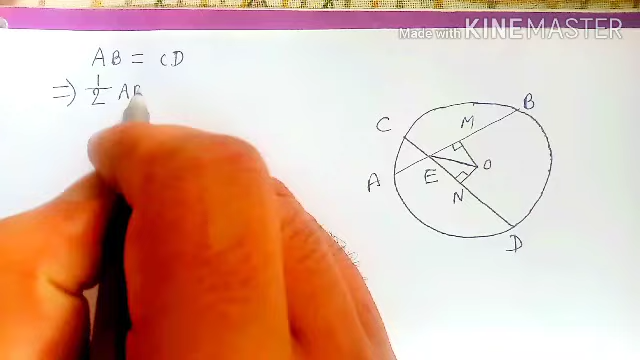 Made with KINEMASTER
AB = CD
⇒ 1/2 AB
B
M
C
O
E
A
N
D